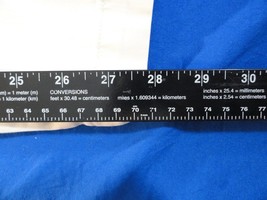 25 26 27 28 29 30
m) = 1 meter (m) CONVERSIONS inches x 25.4 = millimeters
= 1 kilometer (km) feet x 30.48 = centimeters miles x 1.609344 = kilometers inches x 2.54 = centimeters
63 64 65 66 67 68 69 70 71 72 73 74 75 76 77